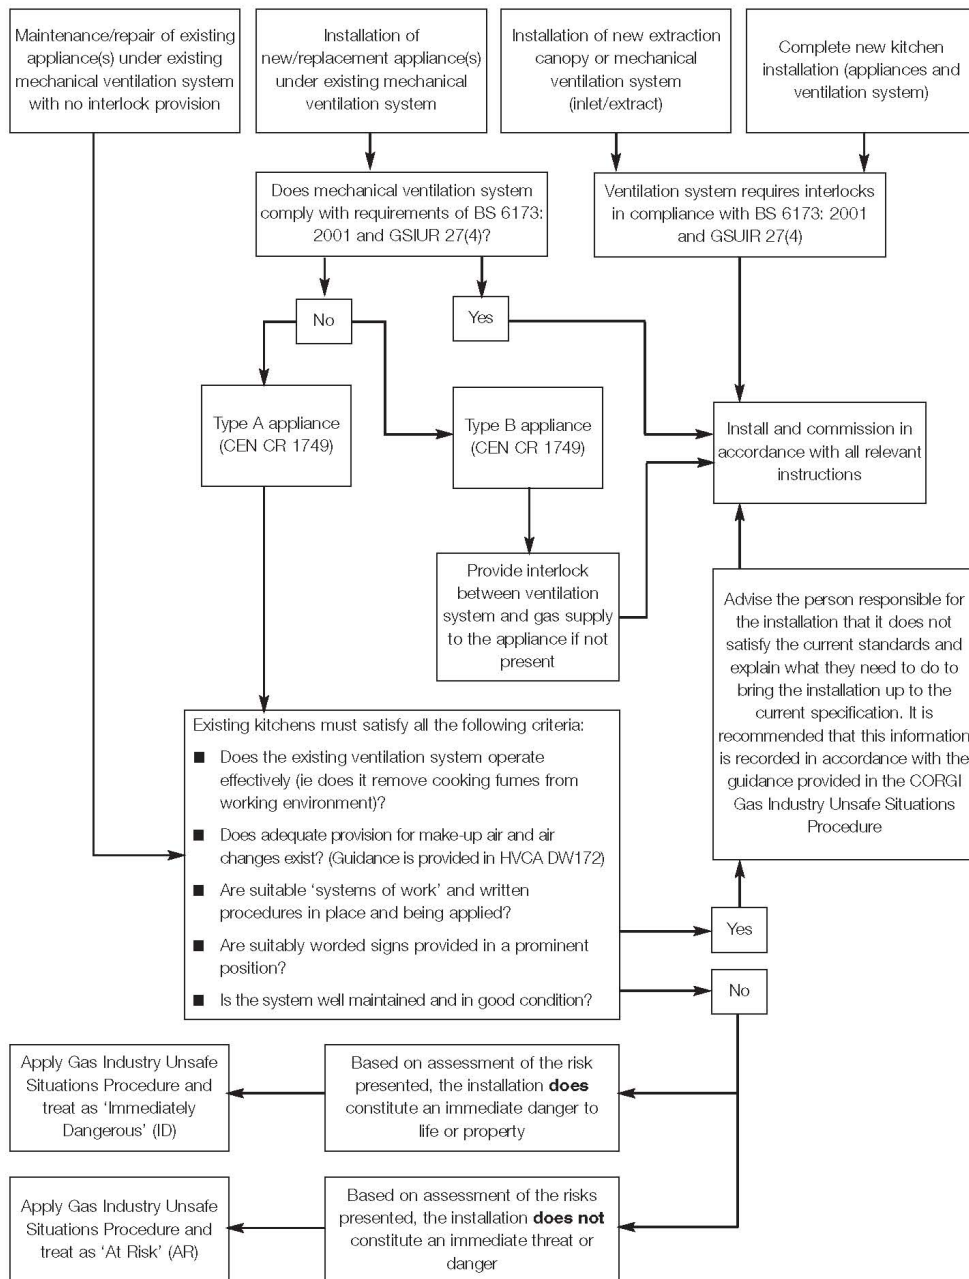 Maintenance/repair of existing
appliance(s) under existing
mechanical ventilation system
with no interlock provision
Installation of
new/replacement appliance(s)
under existing mechanical
ventilation system
Installation of new extraction
canopy or mechanical
ventilation system
(inlet/extract)
Complete new kitchen
installation (appliances and
ventilation system)
Does mechanical ventilation system
comply with requirements of BS 6173:
2001 and GSIUR 27(4)?
Ventilation system requires interlocks
in compliance with BS 6173: 2001
and GSUIR 27(4)
No
Yes
Type A appliance
(CEN CR 1749)
Type B appliance
(CEN CR 1749)
Install and commission in
accordance with all relevant
instructions
Provide interlock
between ventilation
system and gas supply
to the appliance if not
present
Advise the person responsible for
the installation that it does not
satisfy the current standards and
explain what they need to do to
bring the installation up to the
current specification. It is
recommended that this information
is recorded in accordance with the
guidance provided in the CORGI
Gas Industry Unsafe Situations
Procedure
Existing kitchens must satisfy all the following criteria:
■ Does the existing ventilation system operate
effectively (ie does it remove cooking fumes from
working environment)?
■ Does adequate provision for make-up air and air
changes exist? (Guidance is provided in HVCA DW172)
■ Are suitable ‘systems of work’ and written
procedures in place and being applied?
■ Are suitably worded signs provided in a prominent
position?
■ Is the system well maintained and in good condition?
Yes
No
Apply Gas Industry Unsafe
Situations Procedure and
treat as ‘Immediately
Dangerous’ (ID)
Based on assessment of the risk
presented, the installation does
constitute an immediate danger to
life or property
Apply Gas Industry Unsafe
Situations Procedure and
treat as ‘At Risk’ (AR)
Based on assessment of the risks
presented, the installation does not
constitute an immediate threat or
danger